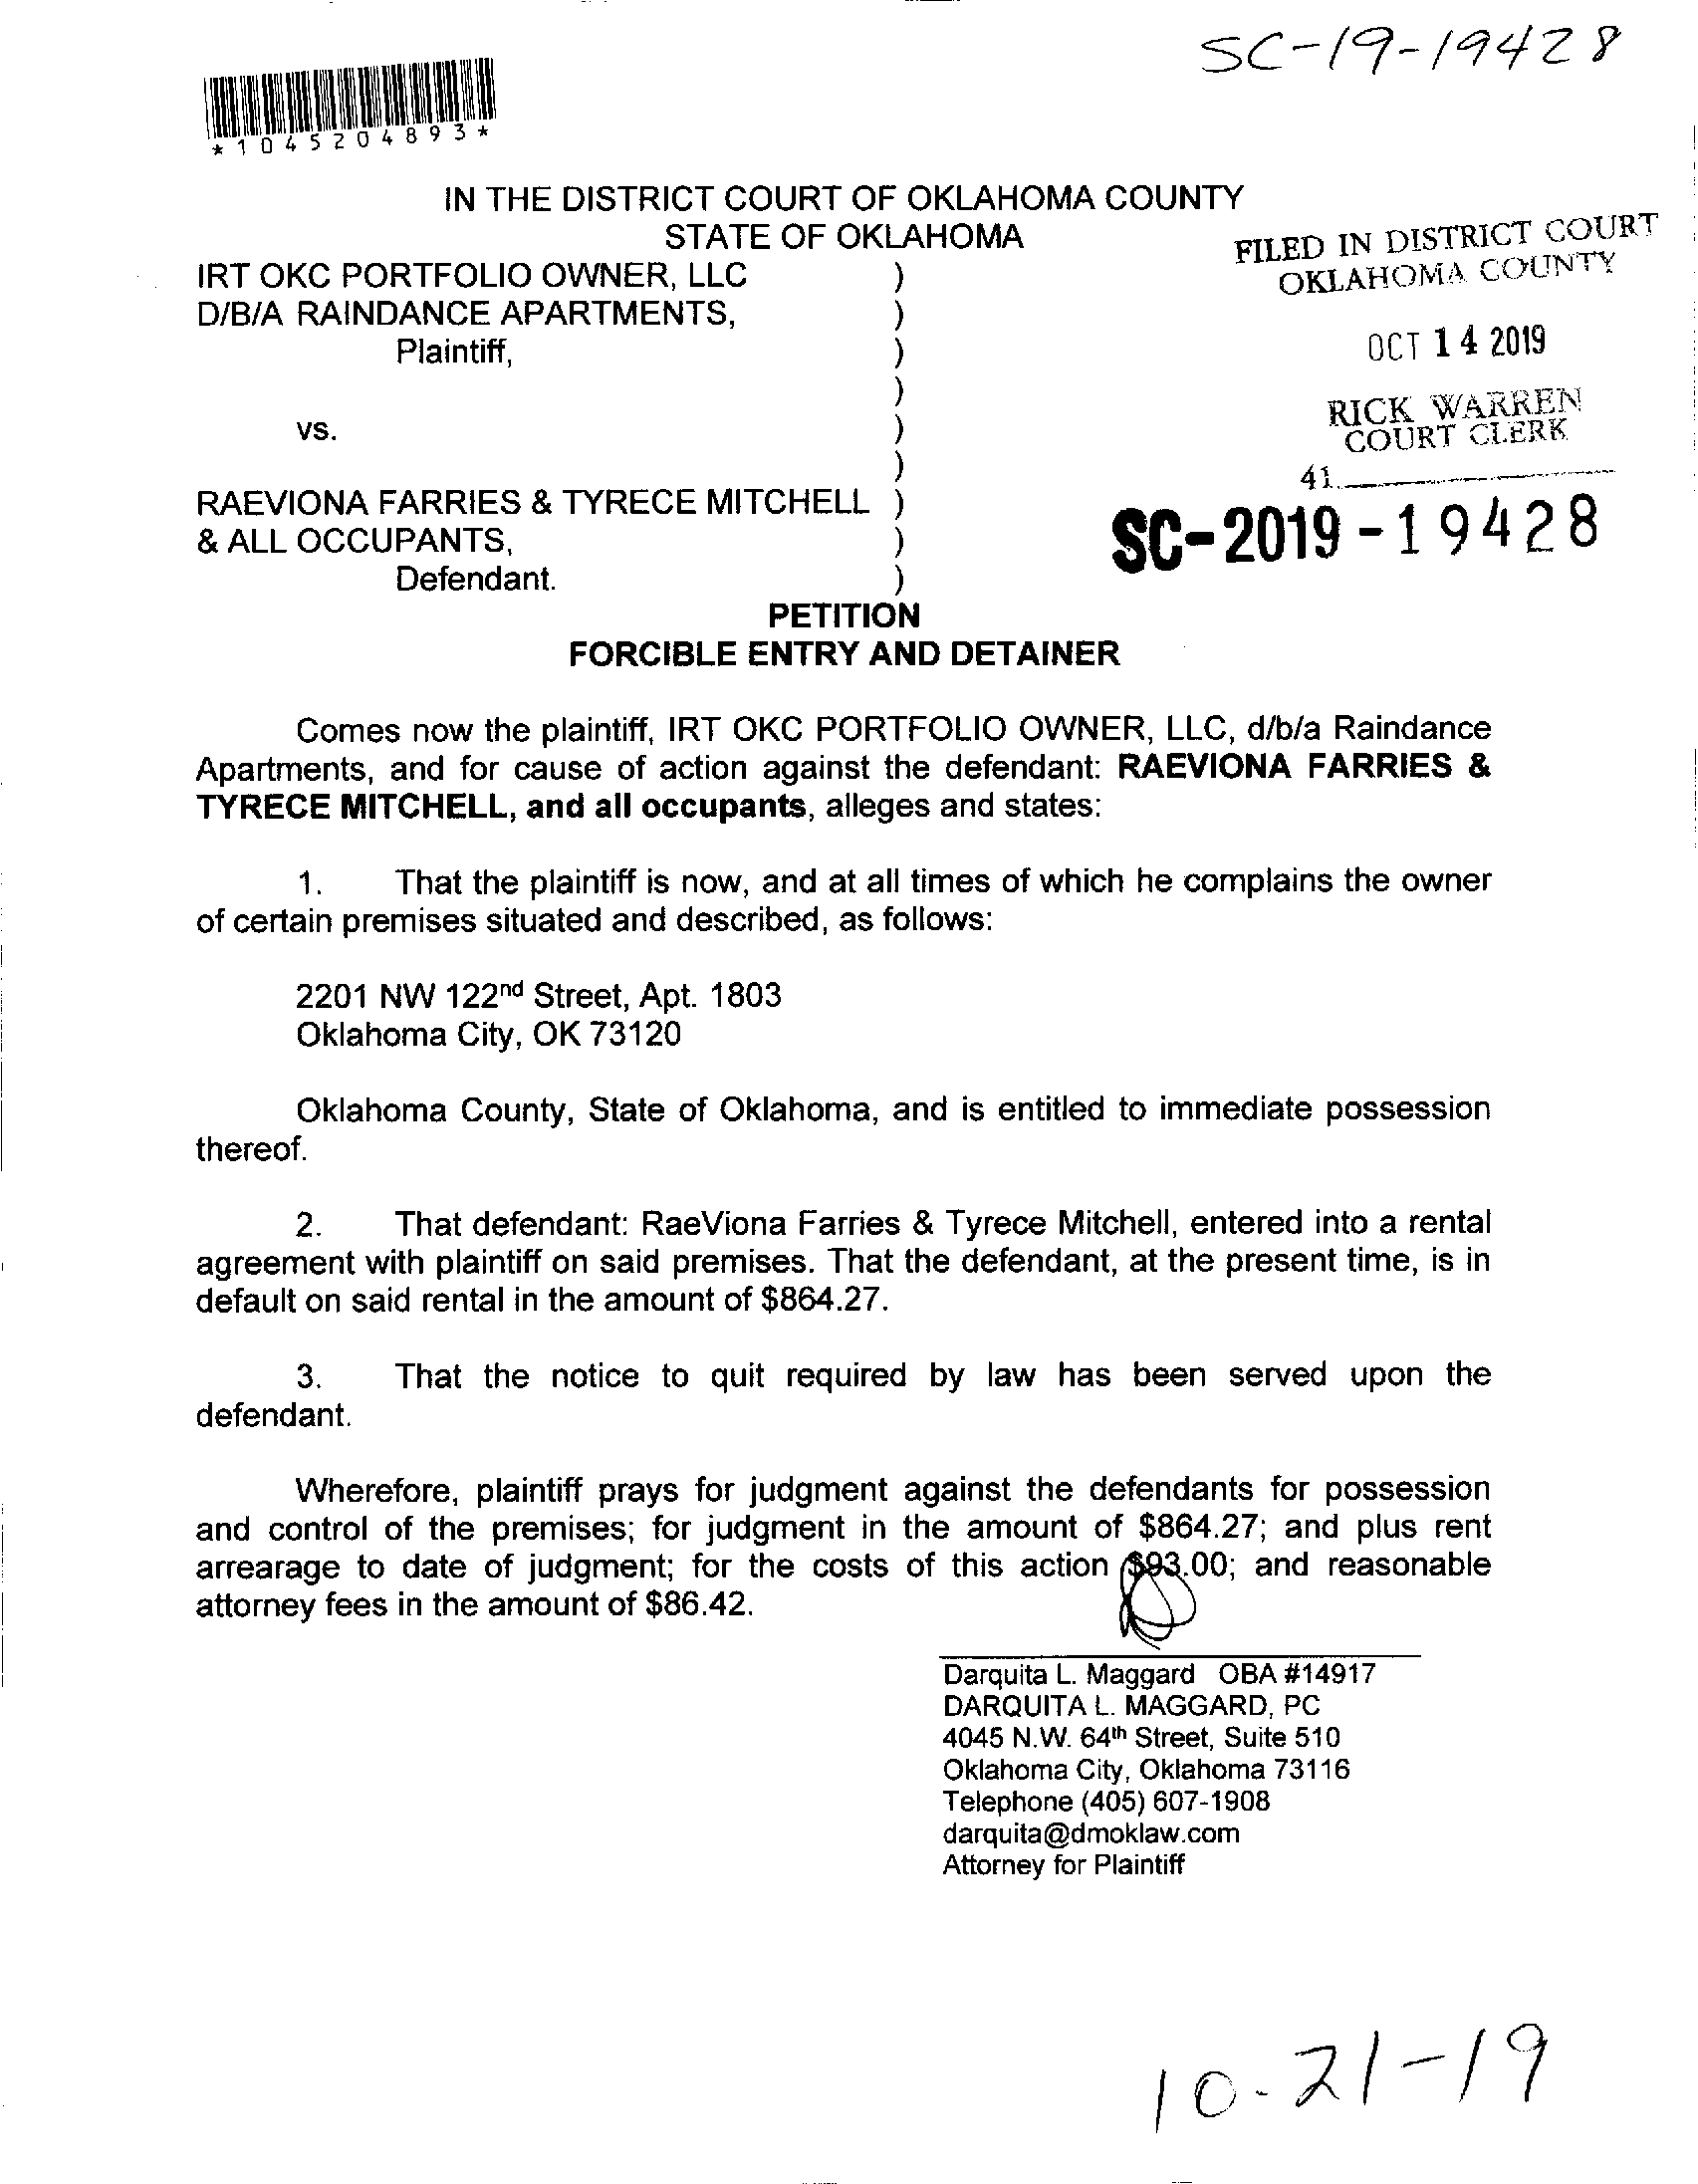 SC-19-19428
*1045204893*
IN THE DISTRICT COURT OF OKLAHOMA COUNTY
STATE OF OKLAHOMA
FILED IN DISTRICT COURT
OKLAHOMA COUNTY
IRT OKC PORTFOLIO OWNER, LLC )
D/B/A RAINDANCE APARTMENTS, )
Plaintiff, )
OCT 14 2019
)
RICK WARREN
COURT CLERK
vs. )
)
41
RAEVIONA FARRIES & TYRECE MITCHELL )
& ALL OCCUPANTS, )
SC-2019-19428
Defendant. )
PETITION
FORCIBLE ENTRY AND DETAINER
Comes now the plaintiff, IRT OKC PORTFOLIO OWNER, LLC, d/b/a Raindance
Apartments, and for cause of action against the defendant: RAEVIONA FARRIES &
TYRECE MITCHELL, and all occupants, alleges and states:
1. That the plaintiff is now, and at all times of which he complains the owner
of certain premises situated and described, as follows:
2201 NW 122nd Street, Apt. 1803
Oklahoma City, OK 73120
Oklahoma County, State of Oklahoma, and is entitled to immediate possession
thereof.
2. That defendant: RaeViona Farries & Tyrece Mitchell, entered into a rental
agreement with plaintiff on said premises. That the defendant, at the present time, is in
default on said rental in the amount of $864.27.
3. That the notice to quit required by law has been served upon the
defendant.
Wherefore, plaintiff prays for judgment against the defendants for possession
and control of the premises; for judgment in the amount of $864.27; and plus rent
arrearage to date of judgment; for the costs of this action $93.00; and reasonable
attorney fees in the amount of $86.42.
Darquita L. Maggard OBA #14917
DARQUITA L. MAGGARD, PC
4045 N.W. 64th Street, Suite 510
Oklahoma City, Oklahoma 73116
Telephone (405) 607-1908
darquita@dmoklaw.com
Attorney for Plaintiff
10-21-19